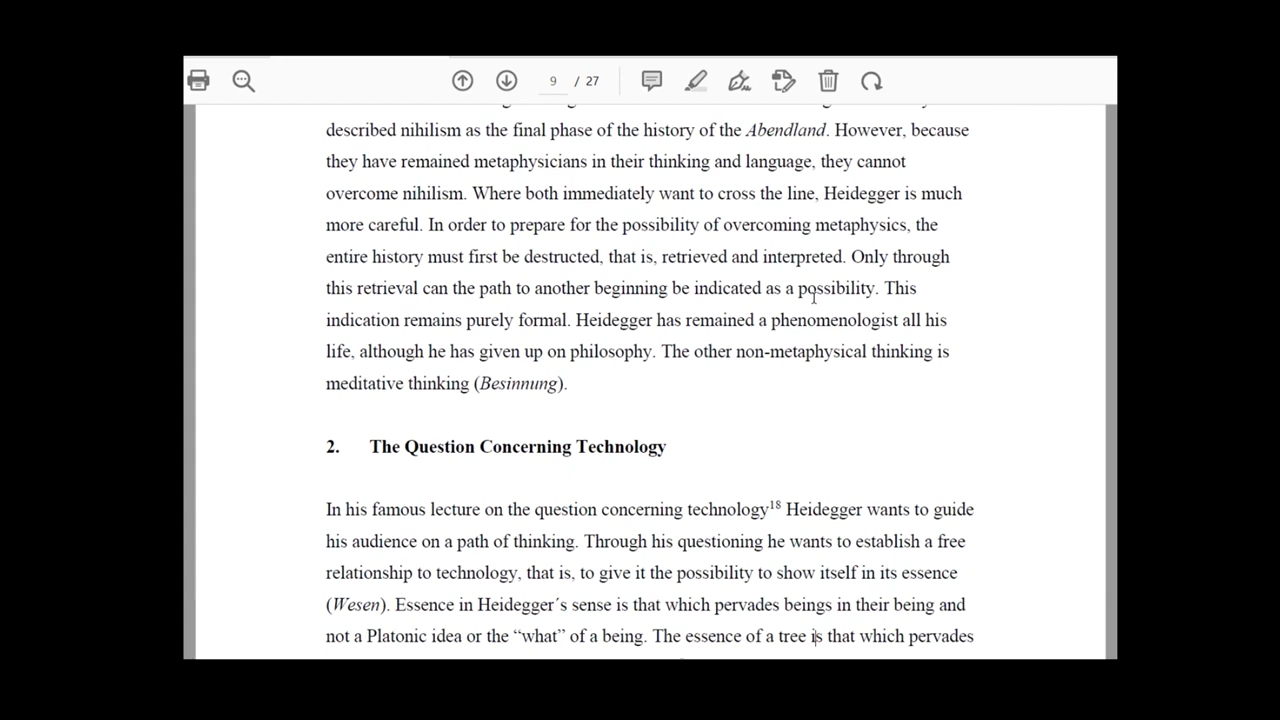 9 / 27
described nihilism as the final phase of the history of the Abendland. However, because
they have remained metaphysicians in their thinking and language, they cannot
overcome nihilism. Where both immediately want to cross the line, Heidegger is much
more careful. In order to prepare for the possibility of overcoming metaphysics, the
entire history must first be destructed, that is, retrieved and interpreted. Only through
this retrieval can the path to another beginning be indicated as a possibility. This
indication remains purely formal. Heidegger has remained a phenomenologist all his
life, although he has given up on philosophy. The other non-metaphysical thinking is
meditative thinking (Besinnung).
2. The Question Concerning Technology
In his famous lecture on the question concerning technology18 Heidegger wants to guide
his audience on a path of thinking. Through his questioning he wants to establish a free
relationship to technology, that is, to give it the possibility to show itself in its essence
(Wesen). Essence in Heidegger´s sense is that which pervades beings in their being and
not a Platonic idea or the “what” of a being. The essence of a tree is that which pervades